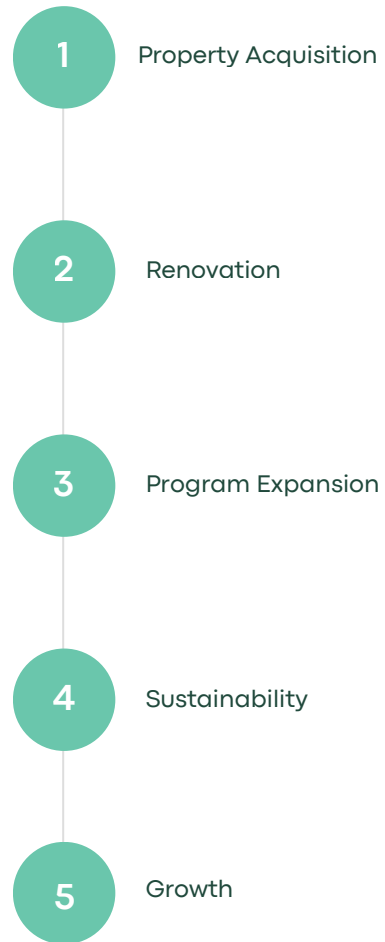 1 Property Acquisition
2 Renovation
3 Program Expansion
4 Sustainability
5 Growth